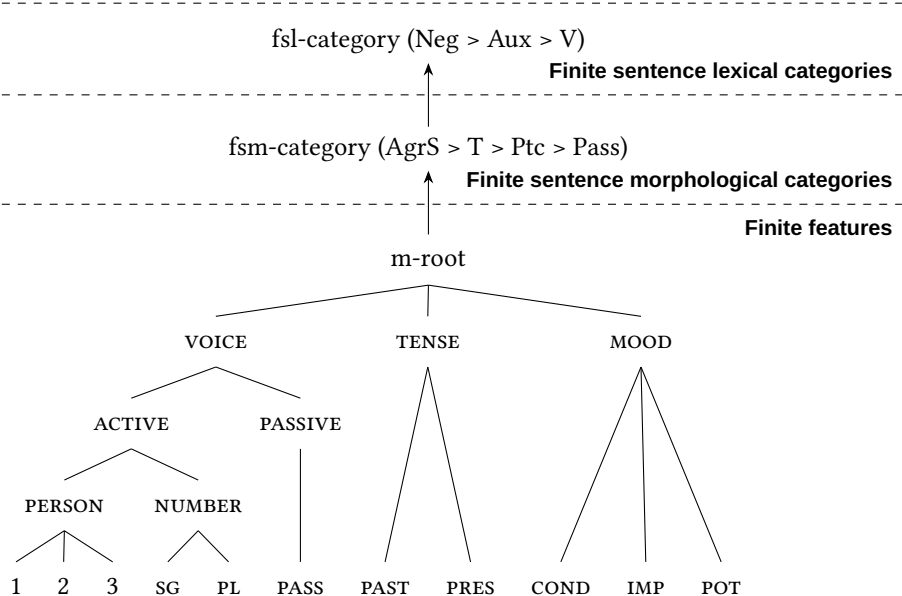 fsl-category (Neg > Aux > V)
Finite sentence lexical categories
fsm-category (AgrS > T > Ptc > Pass)
Finite sentence morphological categories
Finite features
m-root
VOICE TENSE MOOD
ACTIVE PASSIVE
PERSON NUMBER
1 2 3 SG PL PASS PAST PRES COND IMP POT